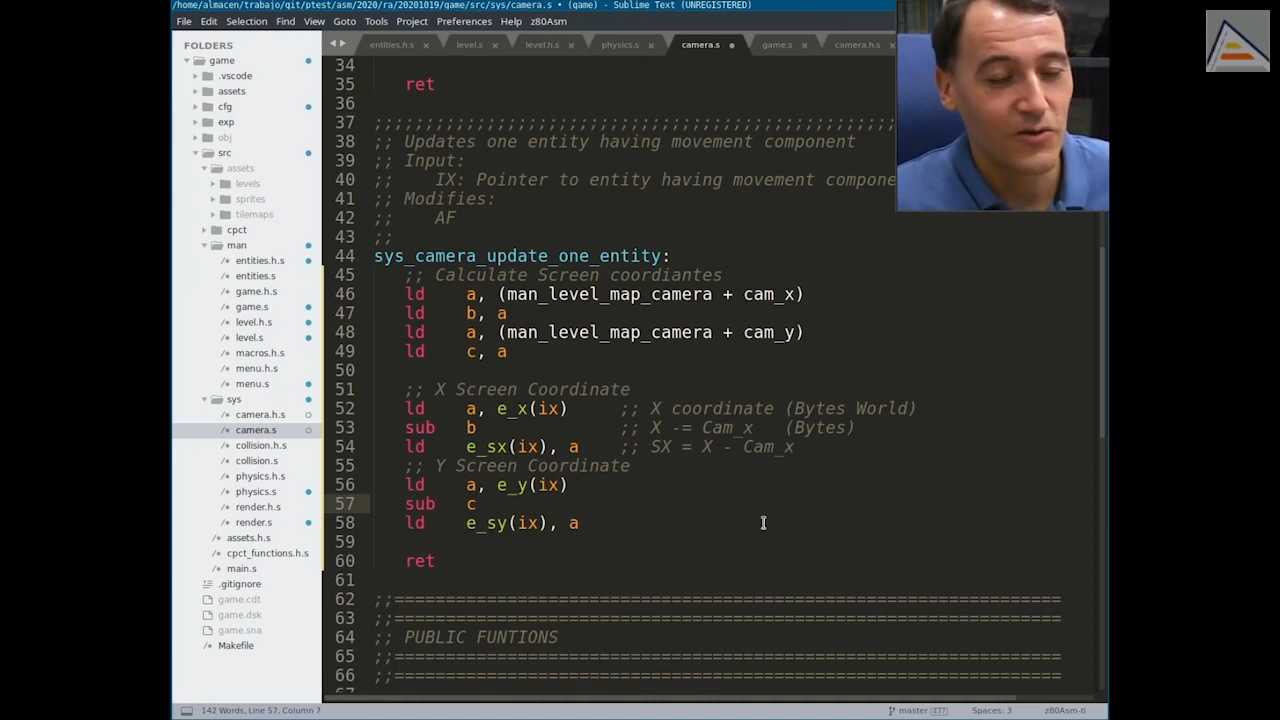 /home/almacen/trabajo/git/ptest/asm/2020/ra/20201019/game/src/sys/camera.s • (game) - Sublime Text (UNREGISTERED)
File Edit Selection Find View Goto Tools Project Preferences Help z80Asm
FOLDERS
game
.vscode
assets
cfg
exp
obj
src
assets
levels
sprites
tilemaps
cpct
man
entities.h.s
entities.s
game.h.s
game.s
level.h.s
level.s
macros.h.s
menu.h.s
menu.s
sys
camera.h.s
camera.s
collision.h.s
collision.s
physics.h.s
physics.s
render.h.s
render.s
assets.h.s
cpct_functions.h.s
main.s
.gitignore
game.cdt
game.dsk
game.sna
Makefile
entities.h.s × level.s × level.h.s × physics.s × camera.s • game.s × camera.h.s ×
34
35 ret
36
37 ;;;;;;;;;;;;;;;;;;;;;;;;;;;;;;;;;;;;;;;;;;;;;;;;;;;
38 ;; Updates one entity having movement component
39 ;; Input:
40 ;; IX: Pointer to entity having movement compone
41 ;; Modifies:
42 ;; AF
43 ;;
44 sys_camera_update_one_entity:
45 ;; Calculate Screen coordiantes
46 ld a, (man_level_map_camera + cam_x)
47 ld b, a
48 ld a, (man_level_map_camera + cam_y)
49 ld c, a
50
51 ;; X Screen Coordinate
52 ld a, e_x(ix) ;; X coordinate (Bytes World)
53 sub b ;; X -= Cam_x (Bytes)
54 ld e_sx(ix), a ;; SX = X - Cam_x
55 ;; Y Screen Coordinate
56 ld a, e_y(ix)
57 sub c
58 ld e_sy(ix), a
59
60 ret
61
62 ;;=================================================================
63 ;;=================================================================
64 ;; PUBLIC FUNTIONS
65 ;;=================================================================
66 ;;=================================================================
67
142 Words, Line 57, Column 7 master 437 Spaces: 3 z80Asm-ti